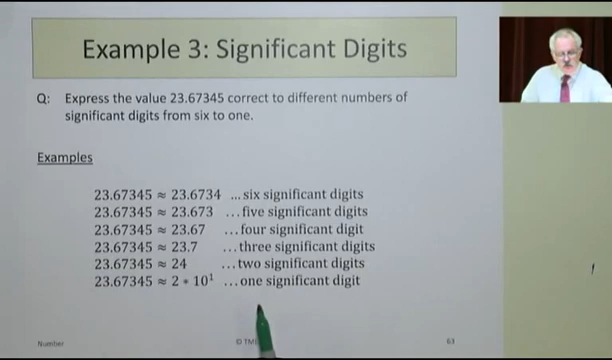 Example 3: Significant Digits
Q: Express the value 23.67345 correct to different numbers of
significant digits from six to one.
Examples
23.67345 ≈ 23.6734 ...six significant digits
23.67345 ≈ 23.673 ...five significant digits
23.67345 ≈ 23.67 ...four significant digit
23.67345 ≈ 23.7 ...three significant digits
23.67345 ≈ 24 ...two significant digits
23.67345 ≈ 2 * 10¹ ...one significant digit
Number
63